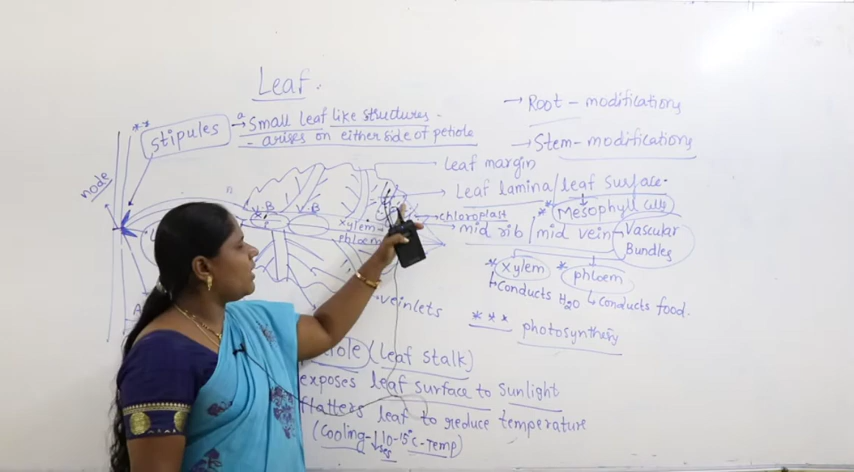 Leaf.
** stipules → a Small leaf like structures -
- arises on either side of petiole
→ Root - modifications
→ Stem - modifications
node
leaf margin
Leaf lamina/leaf surface.
* Mesophyll cells
V.B V.B
xylem
phloem
chloroplast
mid rib / mid vein
Vascular
Bundles
* xylem * phloem
Conducts H2O Conducts food.
veinlets
*** photosynthesis
(Leaf Stalk)
exposes leaf surface to Sunlight
flatters leaf to reduce temperature
(Cooling - 10-15°C - Temp)